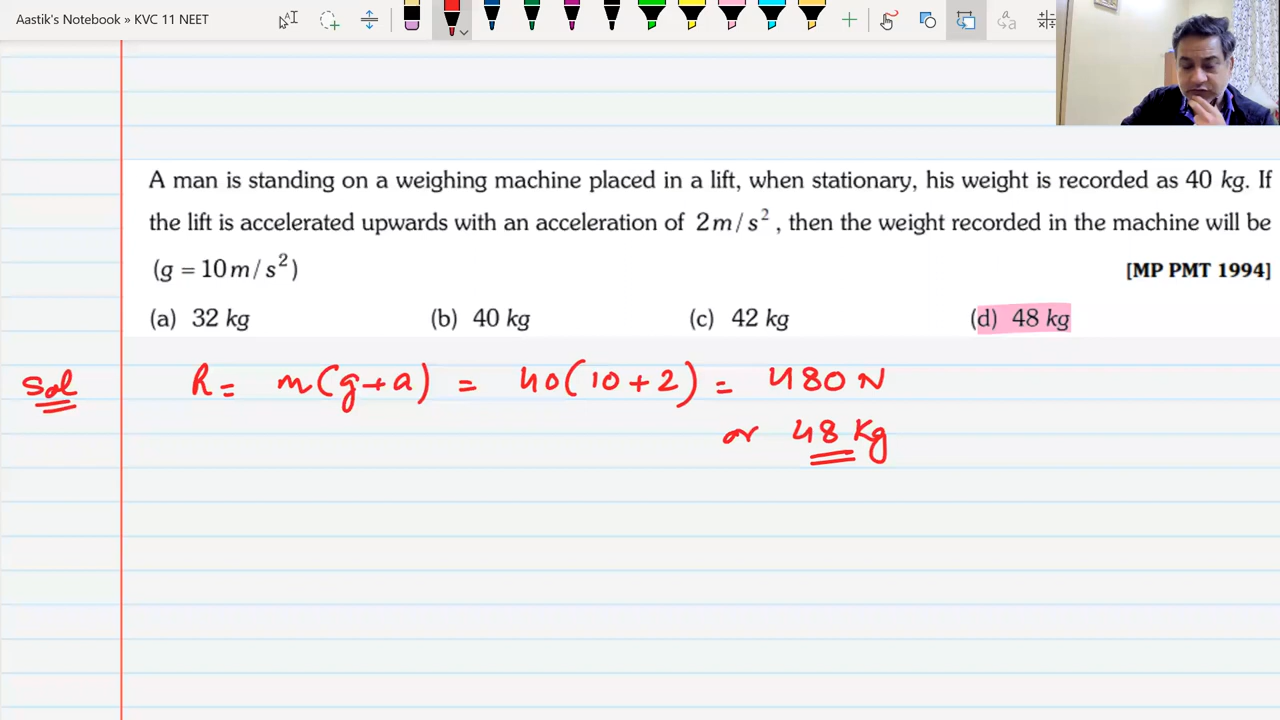 Aastik's Notebook » KVC 11 NEET
A man is standing on a weighing machine placed in a lift, when stationary, his weight is recorded as 40 kg. If
the lift is accelerated upwards with an acceleration of 2 m/s², then the weight recorded in the machine will be
(g = 10 m/s²) [MP PMT 1994]
(a) 32 kg (b) 40 kg (c) 42 kg (d) 48 kg
Sol R = m(g+a) = 40(10+2) = 480 N
or 48 Kg